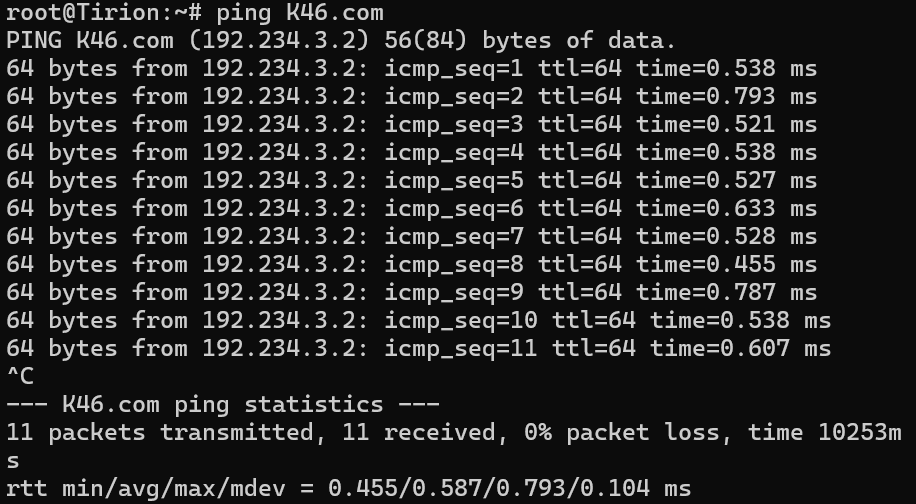 root@Tirion:~# ping K46.com
PING K46.com (192.234.3.2) 56(84) bytes of data.
64 bytes from 192.234.3.2: icmp_seq=1 ttl=64 time=0.538 ms
64 bytes from 192.234.3.2: icmp_seq=2 ttl=64 time=0.793 ms
64 bytes from 192.234.3.2: icmp_seq=3 ttl=64 time=0.521 ms
64 bytes from 192.234.3.2: icmp_seq=4 ttl=64 time=0.538 ms
64 bytes from 192.234.3.2: icmp_seq=5 ttl=64 time=0.527 ms
64 bytes from 192.234.3.2: icmp_seq=6 ttl=64 time=0.633 ms
64 bytes from 192.234.3.2: icmp_seq=7 ttl=64 time=0.528 ms
64 bytes from 192.234.3.2: icmp_seq=8 ttl=64 time=0.455 ms
64 bytes from 192.234.3.2: icmp_seq=9 ttl=64 time=0.787 ms
64 bytes from 192.234.3.2: icmp_seq=10 ttl=64 time=0.538 ms
64 bytes from 192.234.3.2: icmp_seq=11 ttl=64 time=0.607 ms
^C
--- K46.com ping statistics ---
11 packets transmitted, 11 received, 0% packet loss, time 10253m
s
rtt min/avg/max/mdev = 0.455/0.587/0.793/0.104 ms